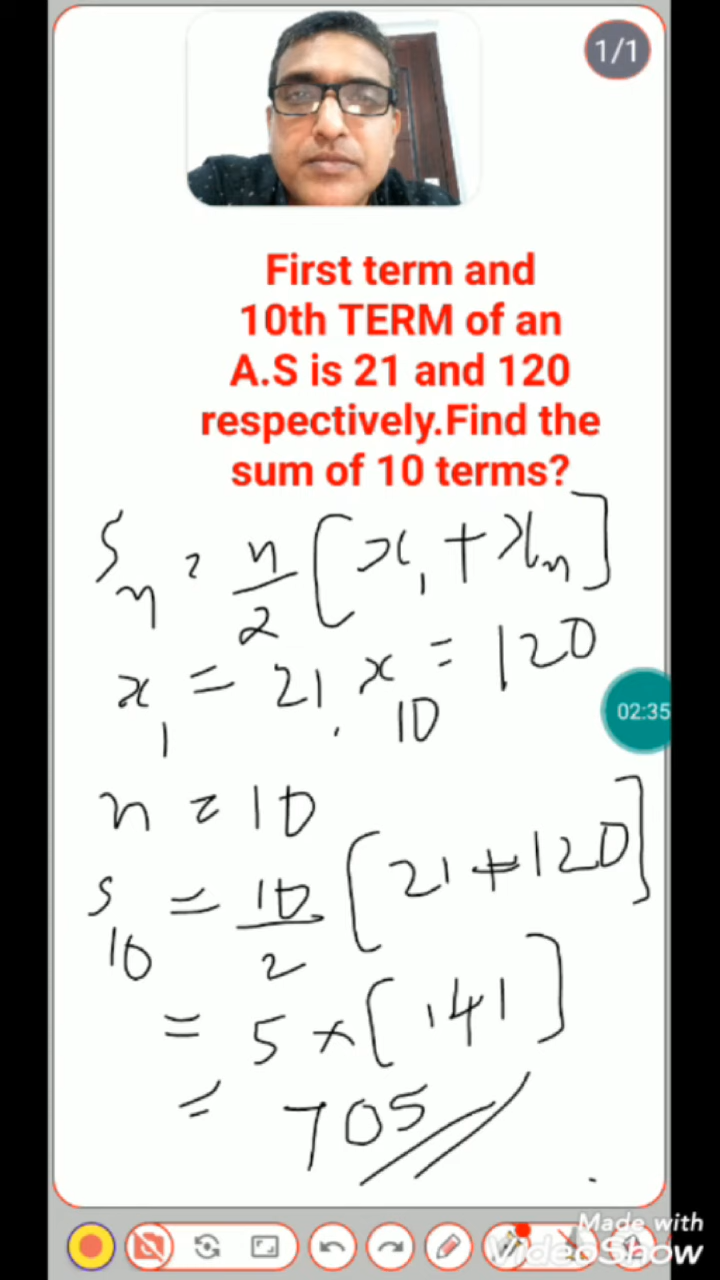 1/1
First term and
10th TERM of an
A.S is 21 and 120
respectively.Find the
sum of 10 terms?
Sn = n/2 [x1 + xn]
x1 = 21, x10 = 120
02:35
n = 10
S10 = 10/2 [21 + 120]
= 5 × [141]
= 705
Made with
VideoShow